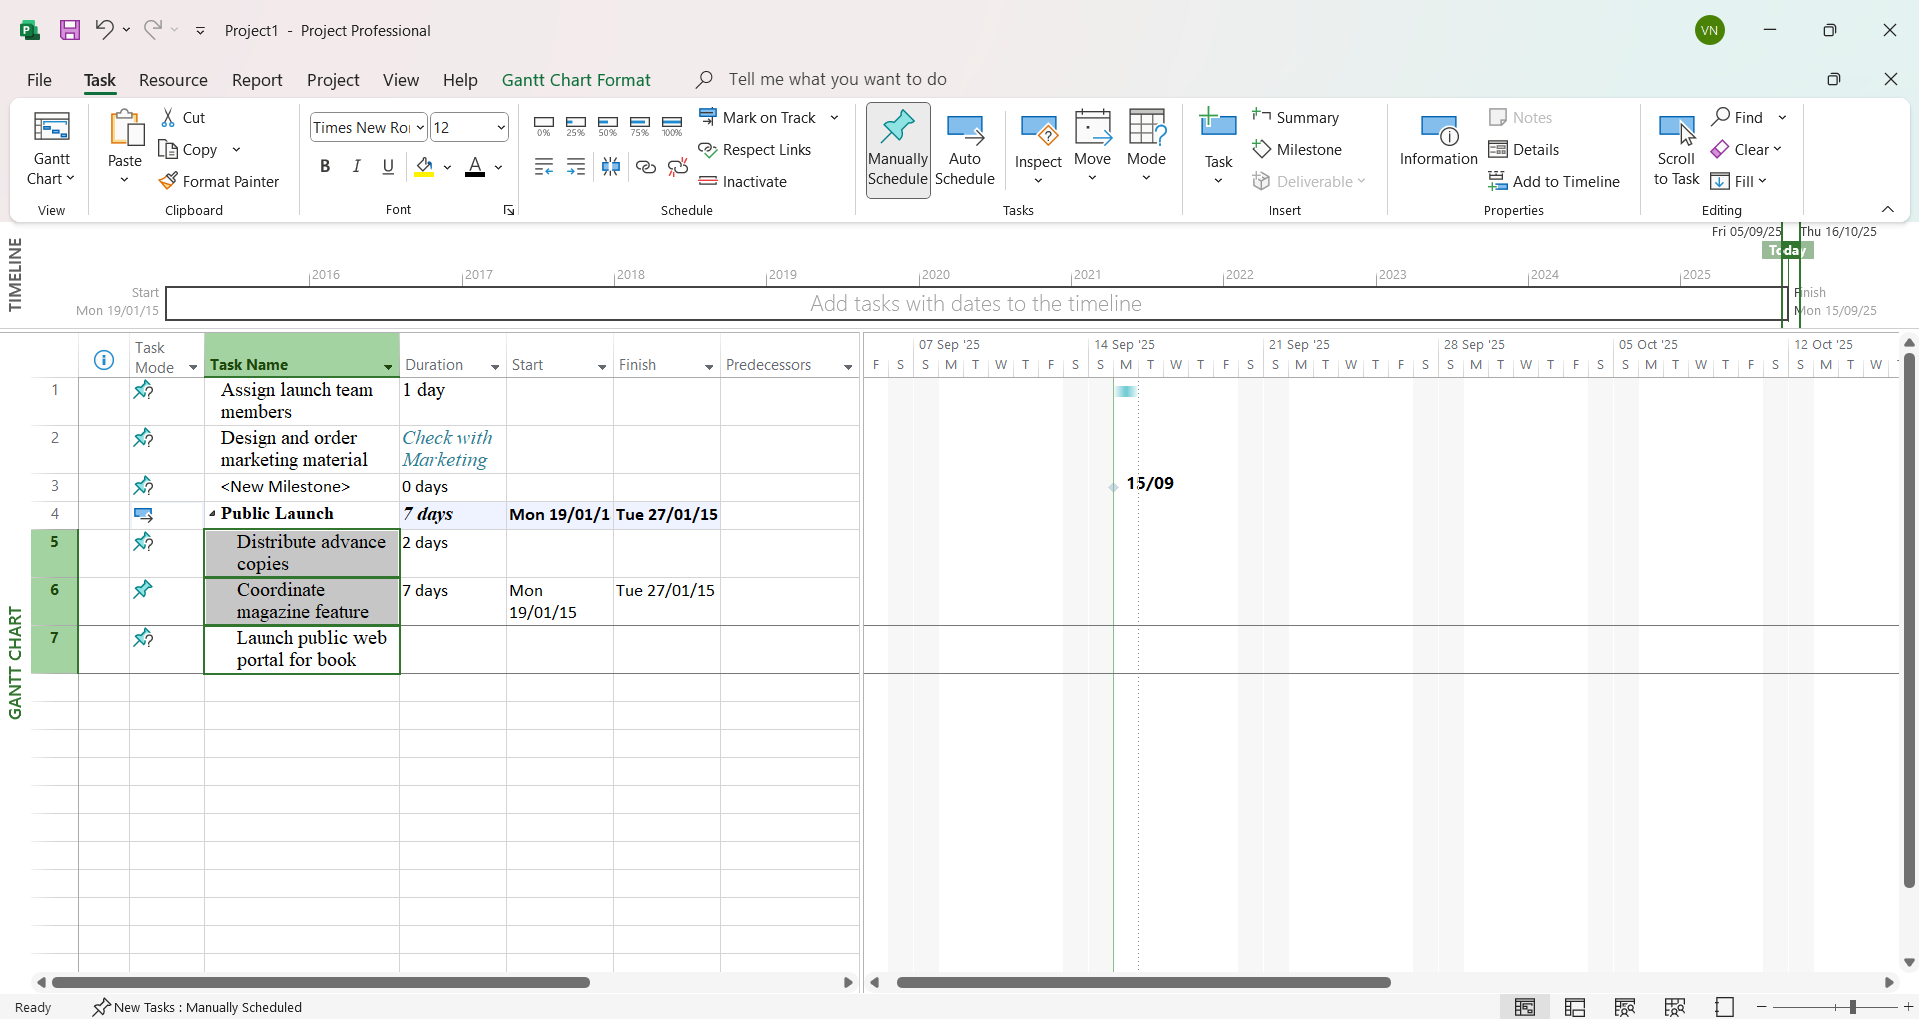 Project1 - Project Professional
VN
File Task Resource Report Project View Help Gantt Chart Format Tell me what you want to do
Gantt Chart
View
Paste
Cut
Copy
Format Painter
Clipboard
Times New Ro 12
B I U A
Font
0% 25% 50% 75% 100%
Mark on Track
Respect Links
Inactivate
Schedule
Manually Schedule
Auto Schedule
Inspect
Move
Mode
Tasks
Task
Summary
Milestone
Deliverable
Insert
Information
Notes
Details
Add to Timeline
Properties
Scroll to Task
Find
Clear
Fill
Editing
TIMELINE
Fri 05/09/25 Thu 16/10/25
Today
2016 2017 2018 2019 2020 2021 2022 2023 2024 2025
Start
Mon 19/01/15
Add tasks with dates to the timeline
Finish
Mon 15/09/25
GANTT CHART
Task Mode Task Name Duration Start Finish Predecessors
1 Assign launch team members 1 day
2 Design and order marketing material Check with Marketing
3 <New Milestone> 0 days
4 Public Launch 7 days Mon 19/01/1 Tue 27/01/15
5 Distribute advance copies 2 days
6 Coordinate magazine feature 7 days Mon 19/01/15 Tue 27/01/15
7 Launch public web portal for book
07 Sep '25 14 Sep '25 21 Sep '25 28 Sep '25 05 Oct '25 12 Oct '25
F S S M T W T F S S M T W T F S S M T W T F S S M T W T F S S M T W T F S S M T W
15/09
Ready New Tasks : Manually Scheduled